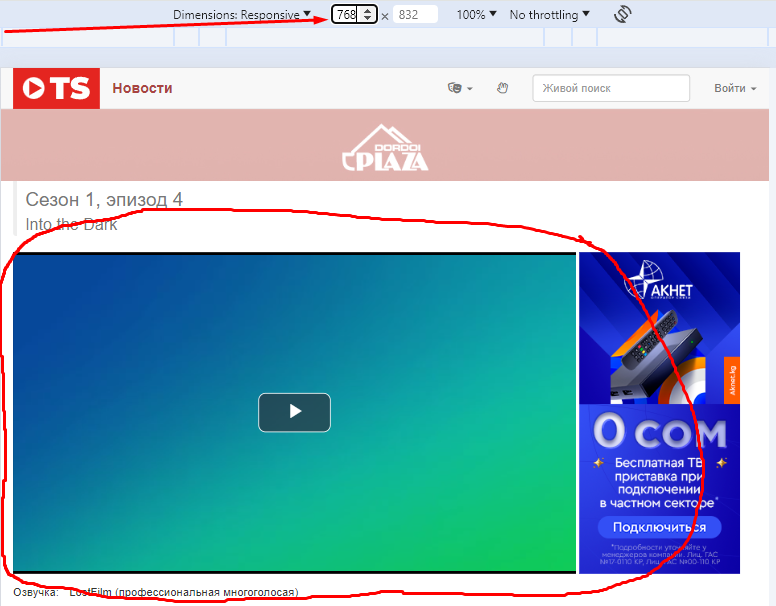 Dimensions: Responsive 768 × 832 100% No throttling
TS Новости Живой поиск Войти
DORDOI
PLAZA
Сезон 1, эпизод 4
Into the Dark
АКНЕТ
Aknet.kg
О СОМ
Бесплатная ТВ
приставка при
подключении
в частном секторе*
Подключиться
*Подробности уточняйте у
менеджеров компании. Лиц. ГАС
№17-0110 КР, Лиц. ГАС №00-110 КР
Озвучка: LostFilm (профессиональная многоголосая)